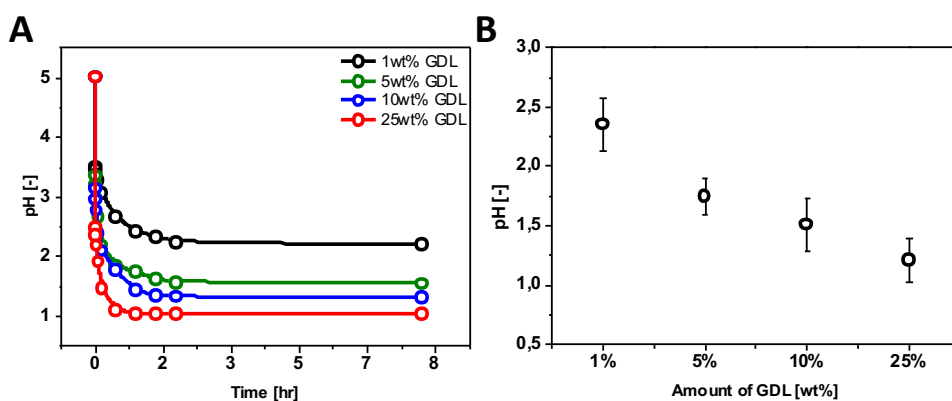 A
5
4
3
2
1
pH [-]
0
2
3
5
7
8
Time [hr]
1wt% GDL
5wt% GDL
10wt% GDL
25wt% GDL
B
3,0
2,5
2,0
1,5
1,0
0,5
pH [-]
1%
5%
10%
25%
Amount of GDL [wt%]